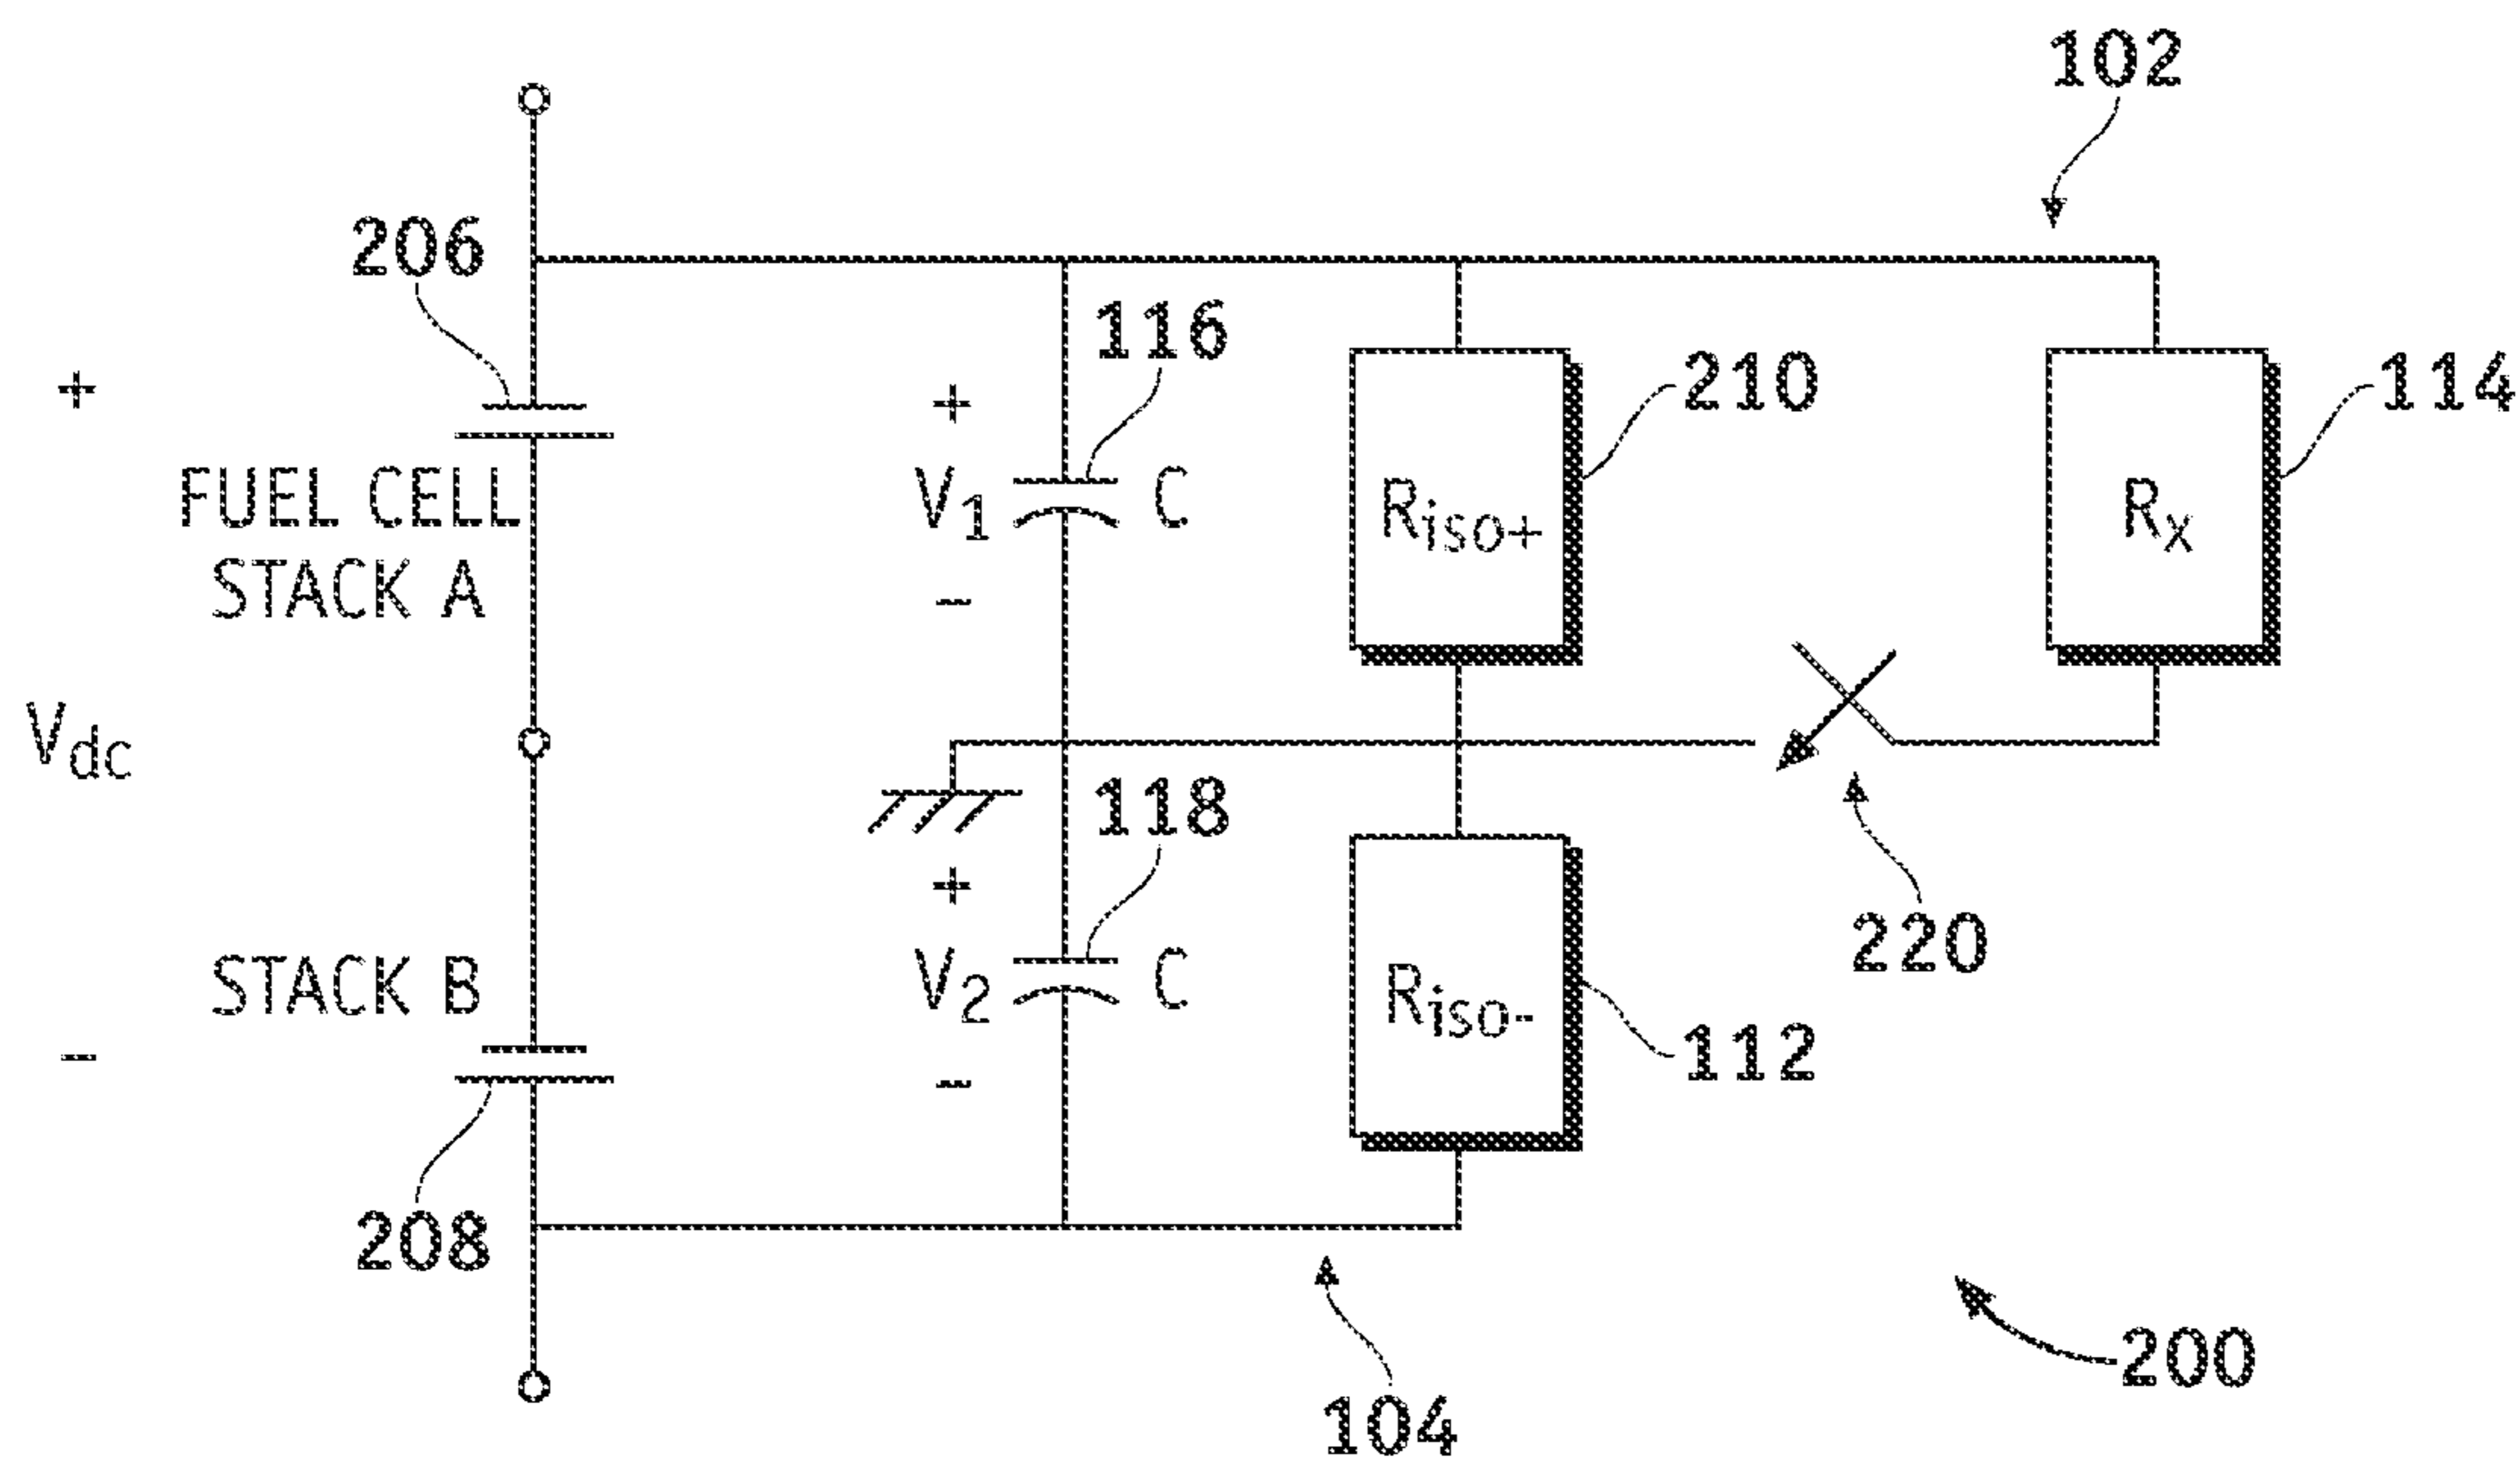 102
206
116
+
+
210
114
FUEL CELL
STACK A
V1
C
Riso+
Rx
−
Vdc
118
+
220
STACK B
V2
C
Riso-
−
−
112
208
200
104